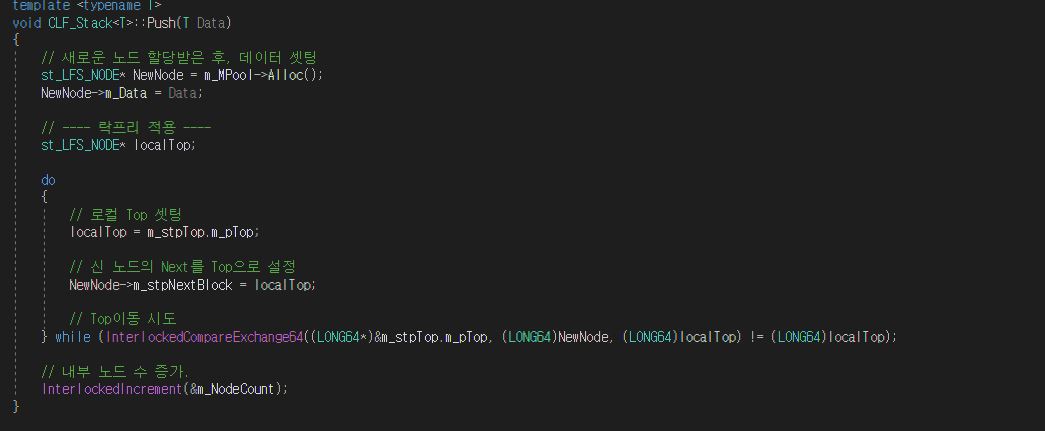 template <typename T>
void CLF_Stack<T>::Push(T Data)
{
// 새로운 노드 할당받은 후, 데이터 셋팅
st_LFS_NODE* NewNode = m_MPool->Alloc();
NewNode->m_Data = Data;
// ---- 락프리 적용 ----
st_LFS_NODE* localTop;
do
{
// 로컬 Top 셋팅
localTop = m_stpTop.m_pTop;
// 신 노드의 Next를 Top으로 설정
NewNode->m_stpNextBlock = localTop;
// Top이동 시도
} while (InterlockedCompareExchange64((LONG64*)&m_stpTop.m_pTop, (LONG64)NewNode, (LONG64)localTop) != (LONG64)localTop);
// 내부 노드 수 증가.
InterlockedIncrement(&m_NodeCount);
}